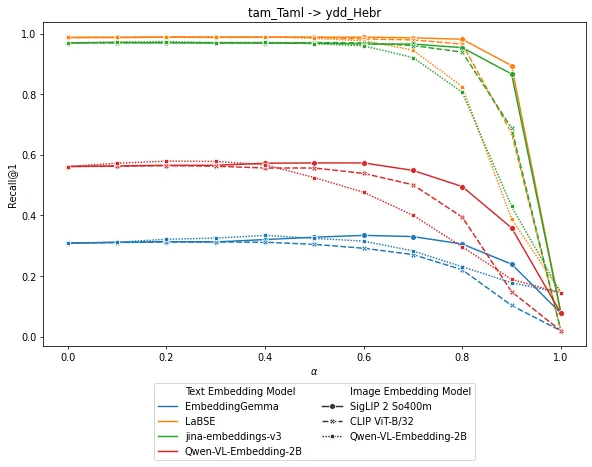 tam_Taml -> ydd_Hebr
Recall@1
1.0
0.8
0.6
0.4
0.2
0.0
0.0 0.2 0.4 0.6 0.8 1.0
α
Text Embedding Model
EmbeddingGemma
LaBSE
jina-embeddings-v3
Qwen-VL-Embedding-2B
Image Embedding Model
SigLIP 2 So400m
CLIP ViT-B/32
Qwen-VL-Embedding-2B